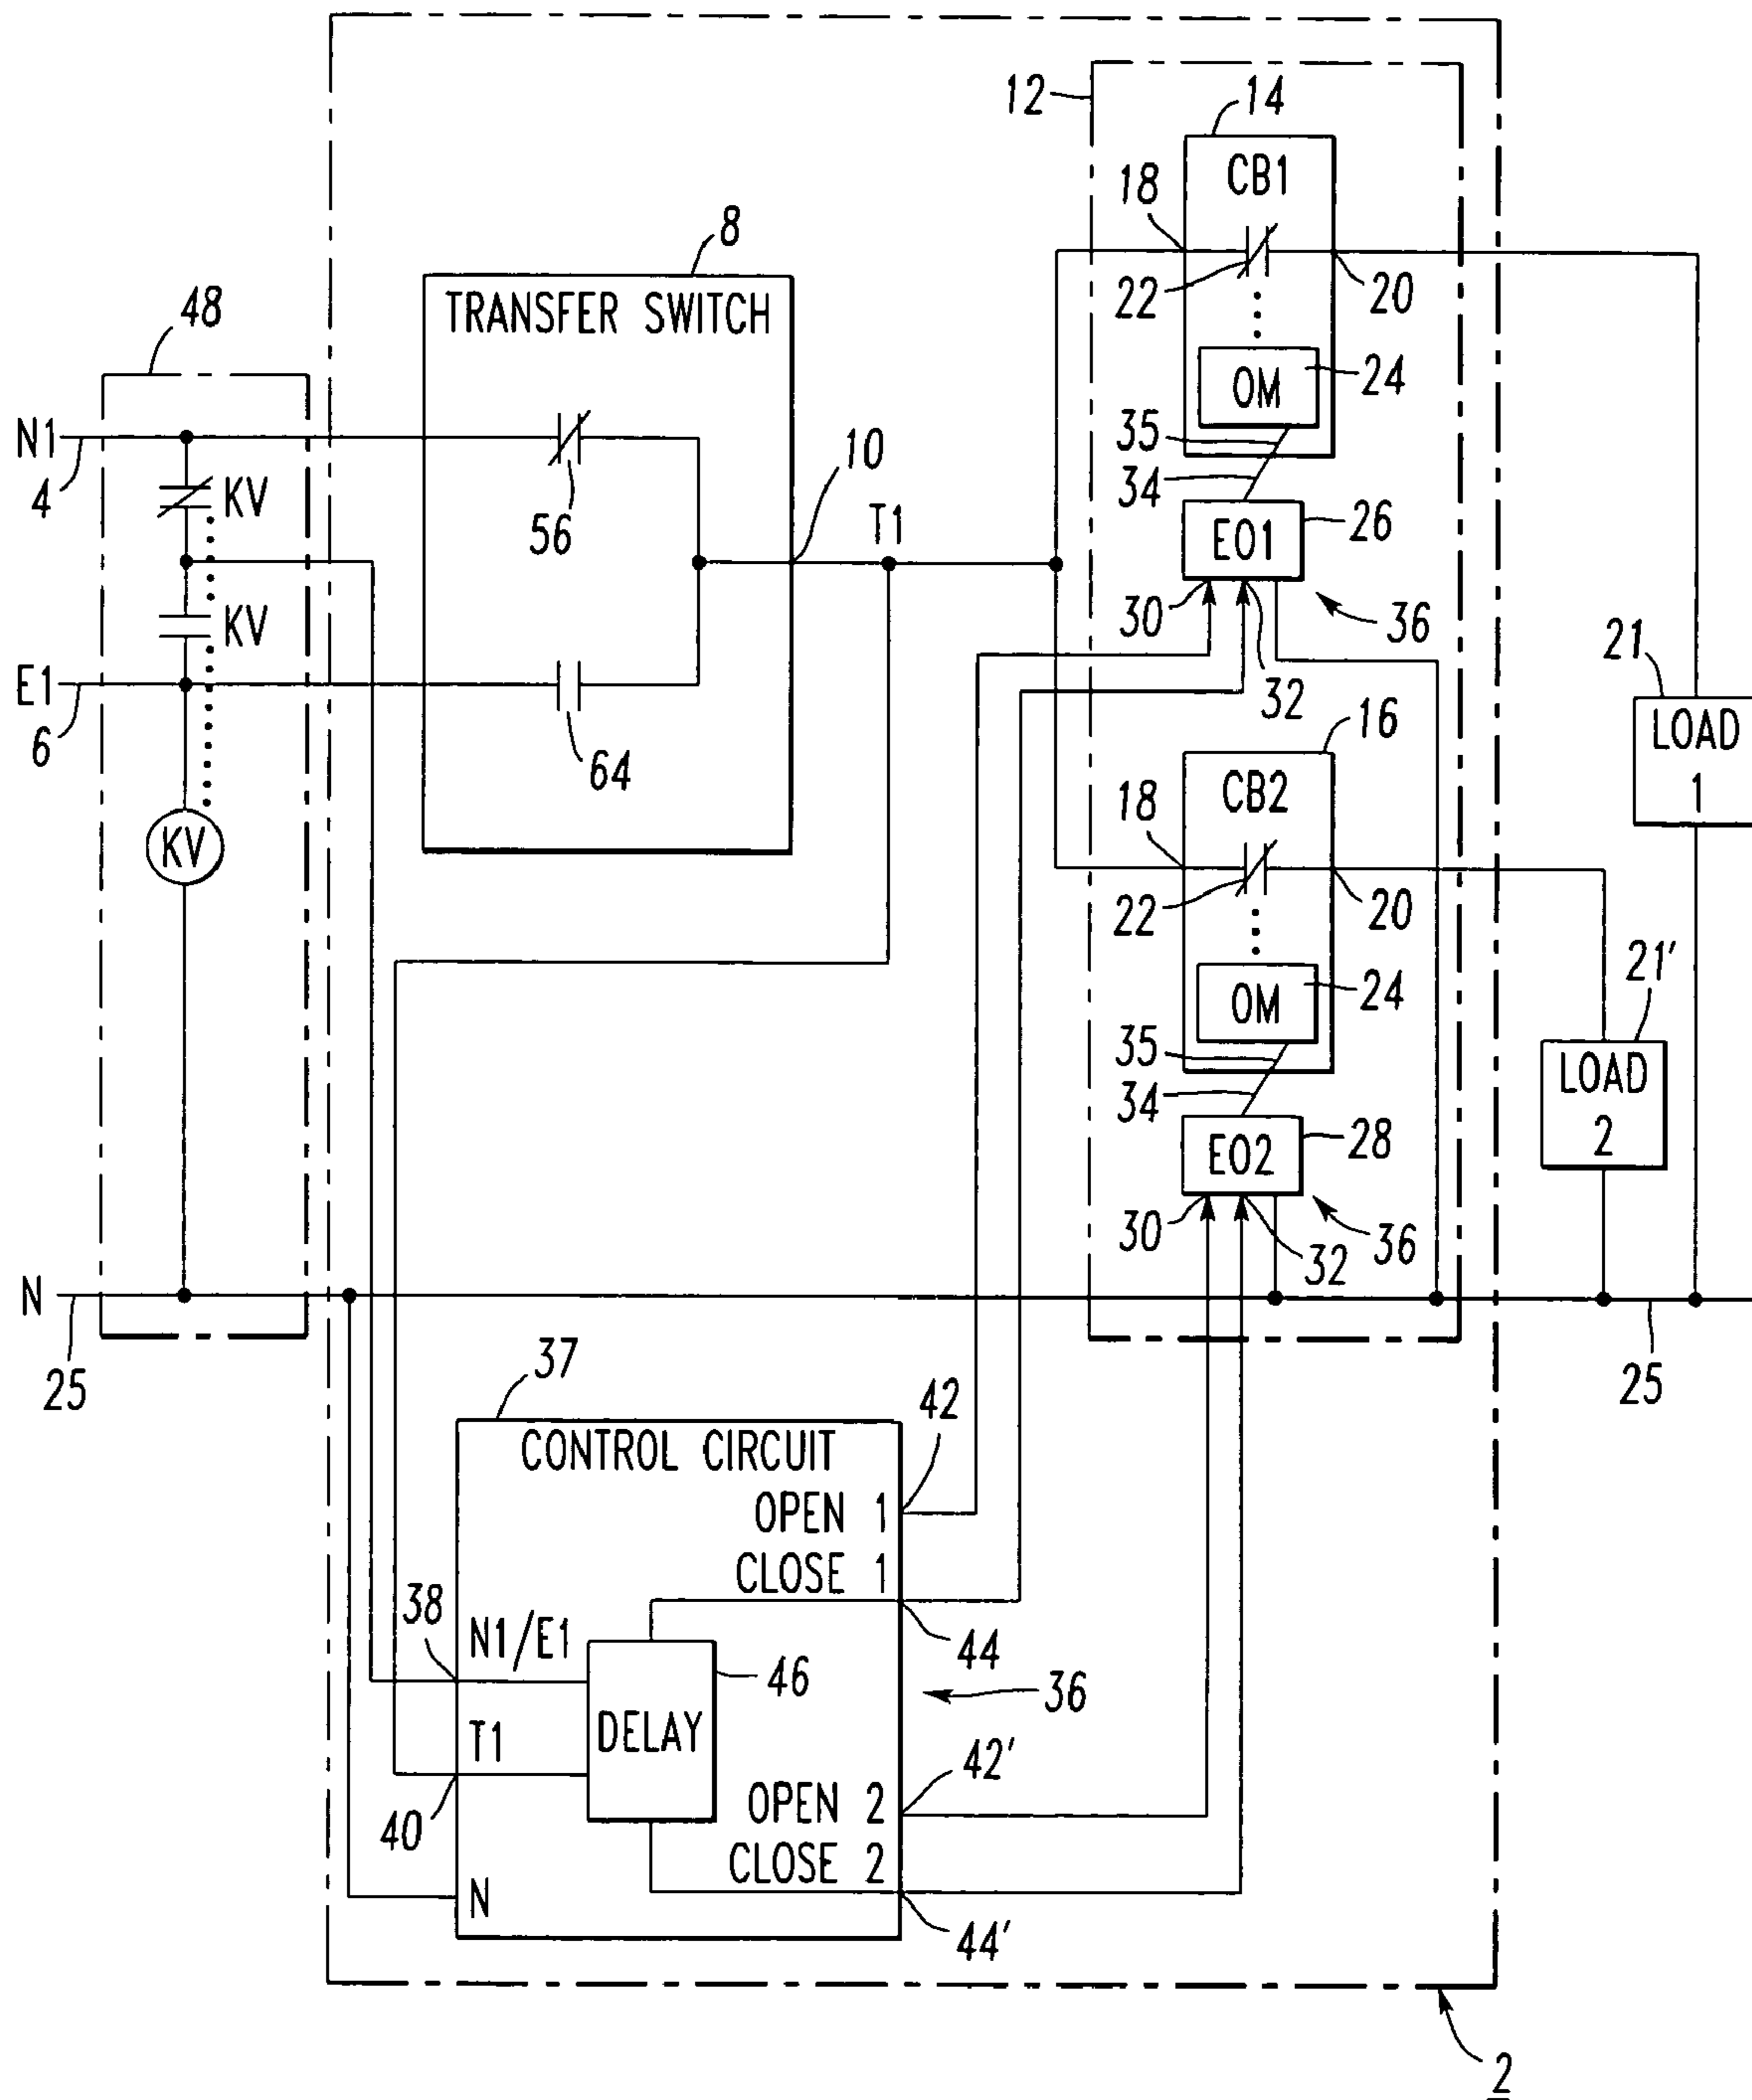 12
14
CB1
18
8
TRANSFER SWITCH
22
20
48
OM
24
N1
4
KV
56
10
T1
35
34
EO1
26
30
32
36
KV
E1
6
64
21
LOAD
1
16
CB2
18
KV
22
20
OM
24
21'
LOAD
2
35
34
EO2
28
30
32
36
N
25
25
37
CONTROL CIRCUIT
42
OPEN 1
CLOSE 1
38
N1/E1
44
46
36
DELAY
T1
40
42'
OPEN 2
CLOSE 2
N
44'
2